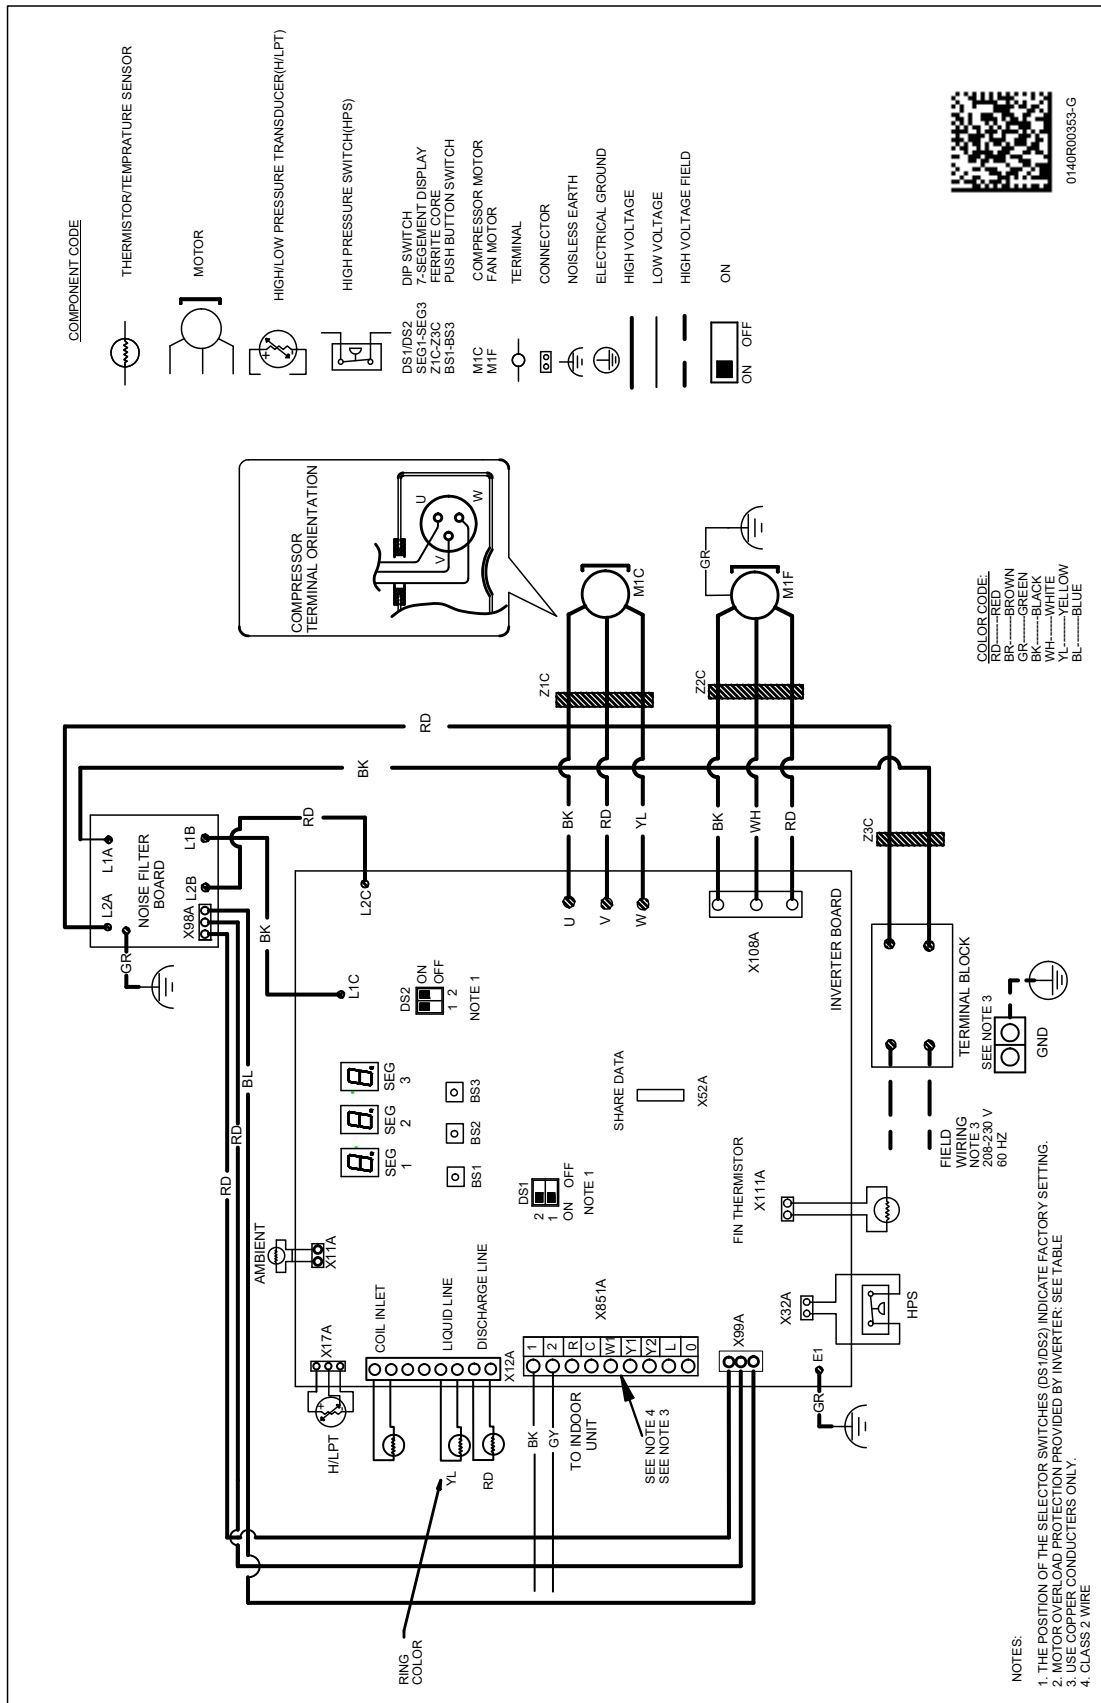 COMPONENT CODE
THERMISTOR/TEMPRATURE SENSOR
MOTOR
HIGH/LOW PRESSURE TRANSDUCER(H/LPT)
HIGH PRESSURE SWITCH(HPS)
DS1/DS2 DIP SWITCH
SEG1-SEG3 7-SEGEMENT DISPLAY
Z1C-Z3C FERRITE CORE
BS1-BS3 PUSH BUTTON SWITCH
M1C COMPRESSOR MOTOR
M1F FAN MOTOR
TERMINAL
CONNECTOR
NOISLESS EARTH
ELECTRICAL GROUND
HIGH VOLTAGE
LOW VOLTAGE
HIGH VOLTAGE FIELD
ON OFF
ON
0140R00353-G
COMPRESSOR
TERMINAL ORIENTATION
U
V
W
M1C
GR
M1F
Z1C
Z2C
Z3C
COLOR CODE:
RD------RED
BR------BROWN
GR------GREEN
BK------BLACK
WH------WHITE
YL------YELLOW
BL------BLUE
RD
BK
L2A L1A
NOISE FILTER
BOARD
X98A L2B L1B
GR
RD
BK
L2C
L1C
BK
RD
YL
U
V
W
BK
WH
RD
X108A
INVERTER BOARD
DS2
ON
OFF
1 2
NOTE 1
SEG
1
SEG
2
SEG
3
BS1
BS2
BS3
SHARE DATA
X52A
DS1
2
1
ON OFF
NOTE 1
FIN THERMISTOR
X111A
TERMINAL BLOCK
SEE NOTE 3
GND
FIELD
WIRING
NOTE 3
208-230 V
60 HZ
RD
RD
BL
AMBIENT
X11A
X17A
H/LPT
COIL INLET
LIQUID LINE
DISCHARGE LINE
X12A
YL
RD
RING
COLOR
X851A
1
2
R
C
W1
Y1
Y2
L
0
BK
GY
TO INDOOR
UNIT
SEE NOTE 4
SEE NOTE 3
X99A
E1
GR
X32A
HPS
NOTES:
1. THE POSITION OF THE SELECTOR SWITCHES (DS1/DS2) INDICATE FACTORY SETTING.
2. MOTOR OVERLOAD PROTECTION PROVIDED BY INVERTER: SEE TABLE
3. USE COPPER CONDUCTERS ONLY.
4. CLASS 2 WIRE